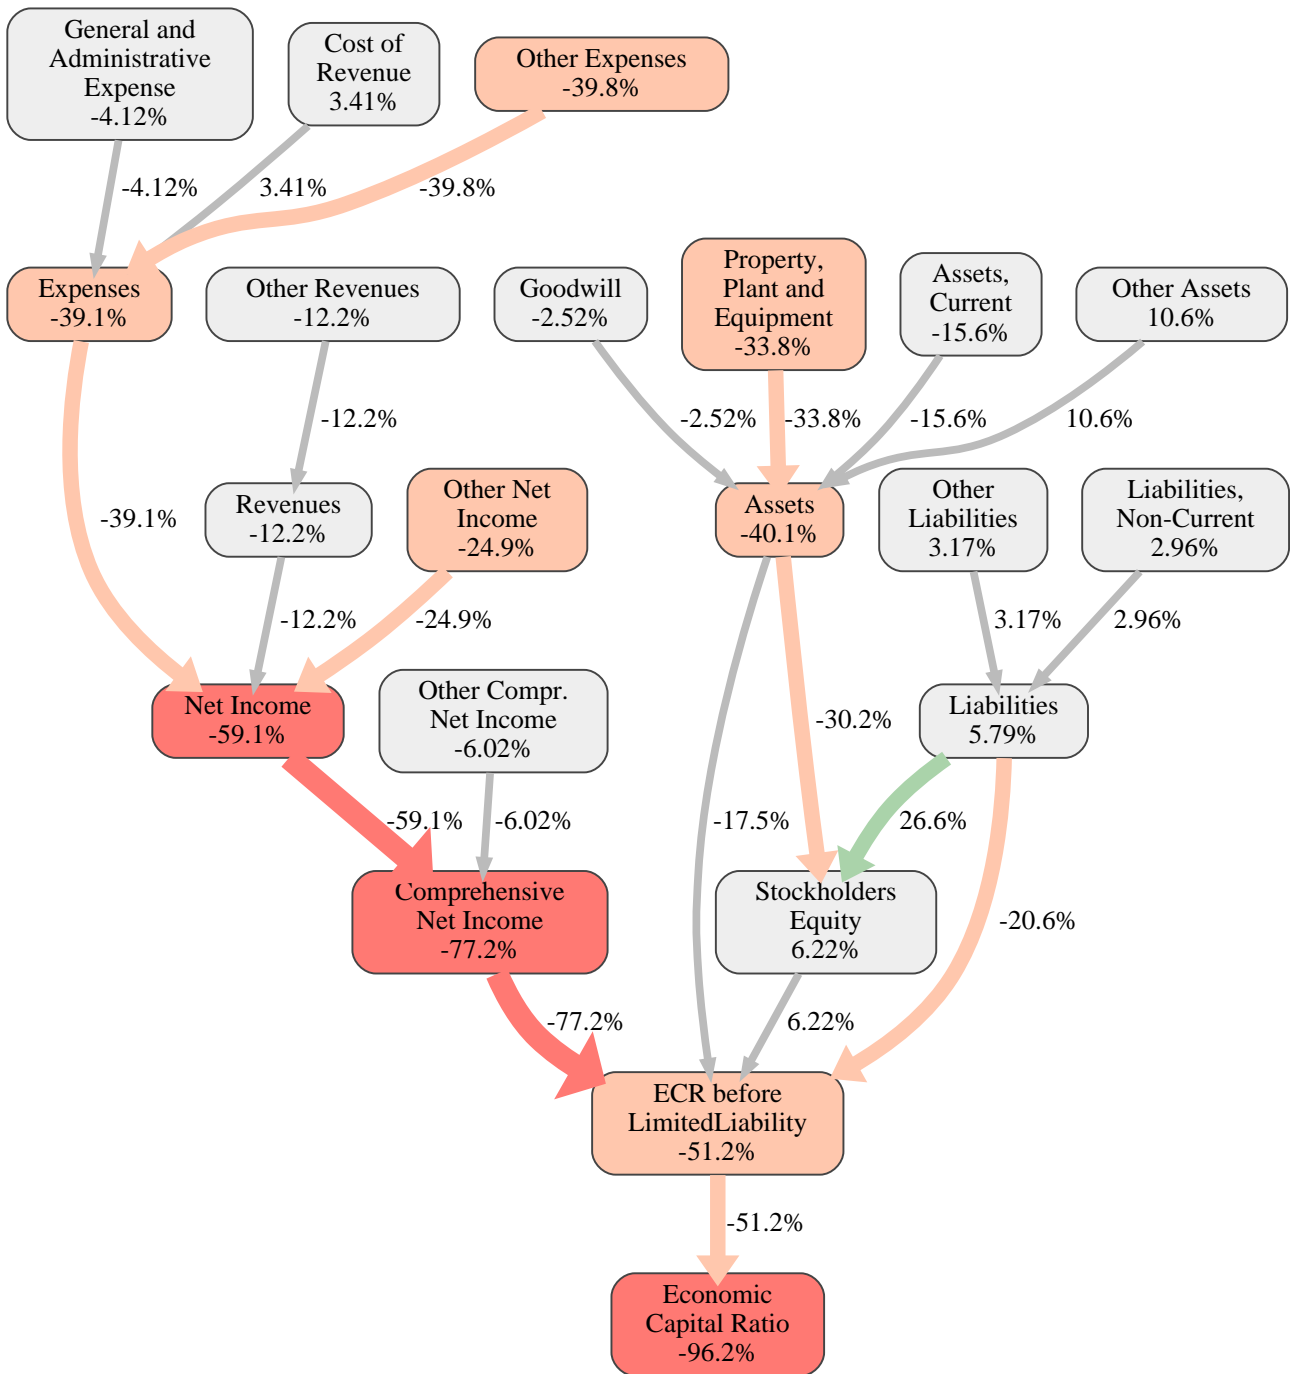 General and
Administrative
Expense
-4.12%
Cost of
Revenue
3.41%
Other Expenses
-39.8%
-4.12%
3.41%
-39.8%
Expenses
-39.1%
Other Revenues
-12.2%
Goodwill
-2.52%
Property,
Plant and
Equipment
-33.8%
Assets,
Current
-15.6%
Other Assets
10.6%
-12.2%
-2.52%
-33.8%
-15.6%
10.6%
-39.1%
Revenues
-12.2%
Other Net
Income
-24.9%
Assets
-40.1%
Other
Liabilities
3.17%
Liabilities,
Non-Current
2.96%
-12.2%
-24.9%
3.17%
2.96%
Net Income
-59.1%
Other Compr.
Net Income
-6.02%
-30.2%
Liabilities
5.79%
-59.1%
-6.02%
-17.5%
26.6%
Comprehensive
Net Income
-77.2%
Stockholders
Equity
6.22%
-20.6%
-77.2%
6.22%
ECR before
LimitedLiability
-51.2%
-51.2%
Economic
Capital Ratio
-96.2%